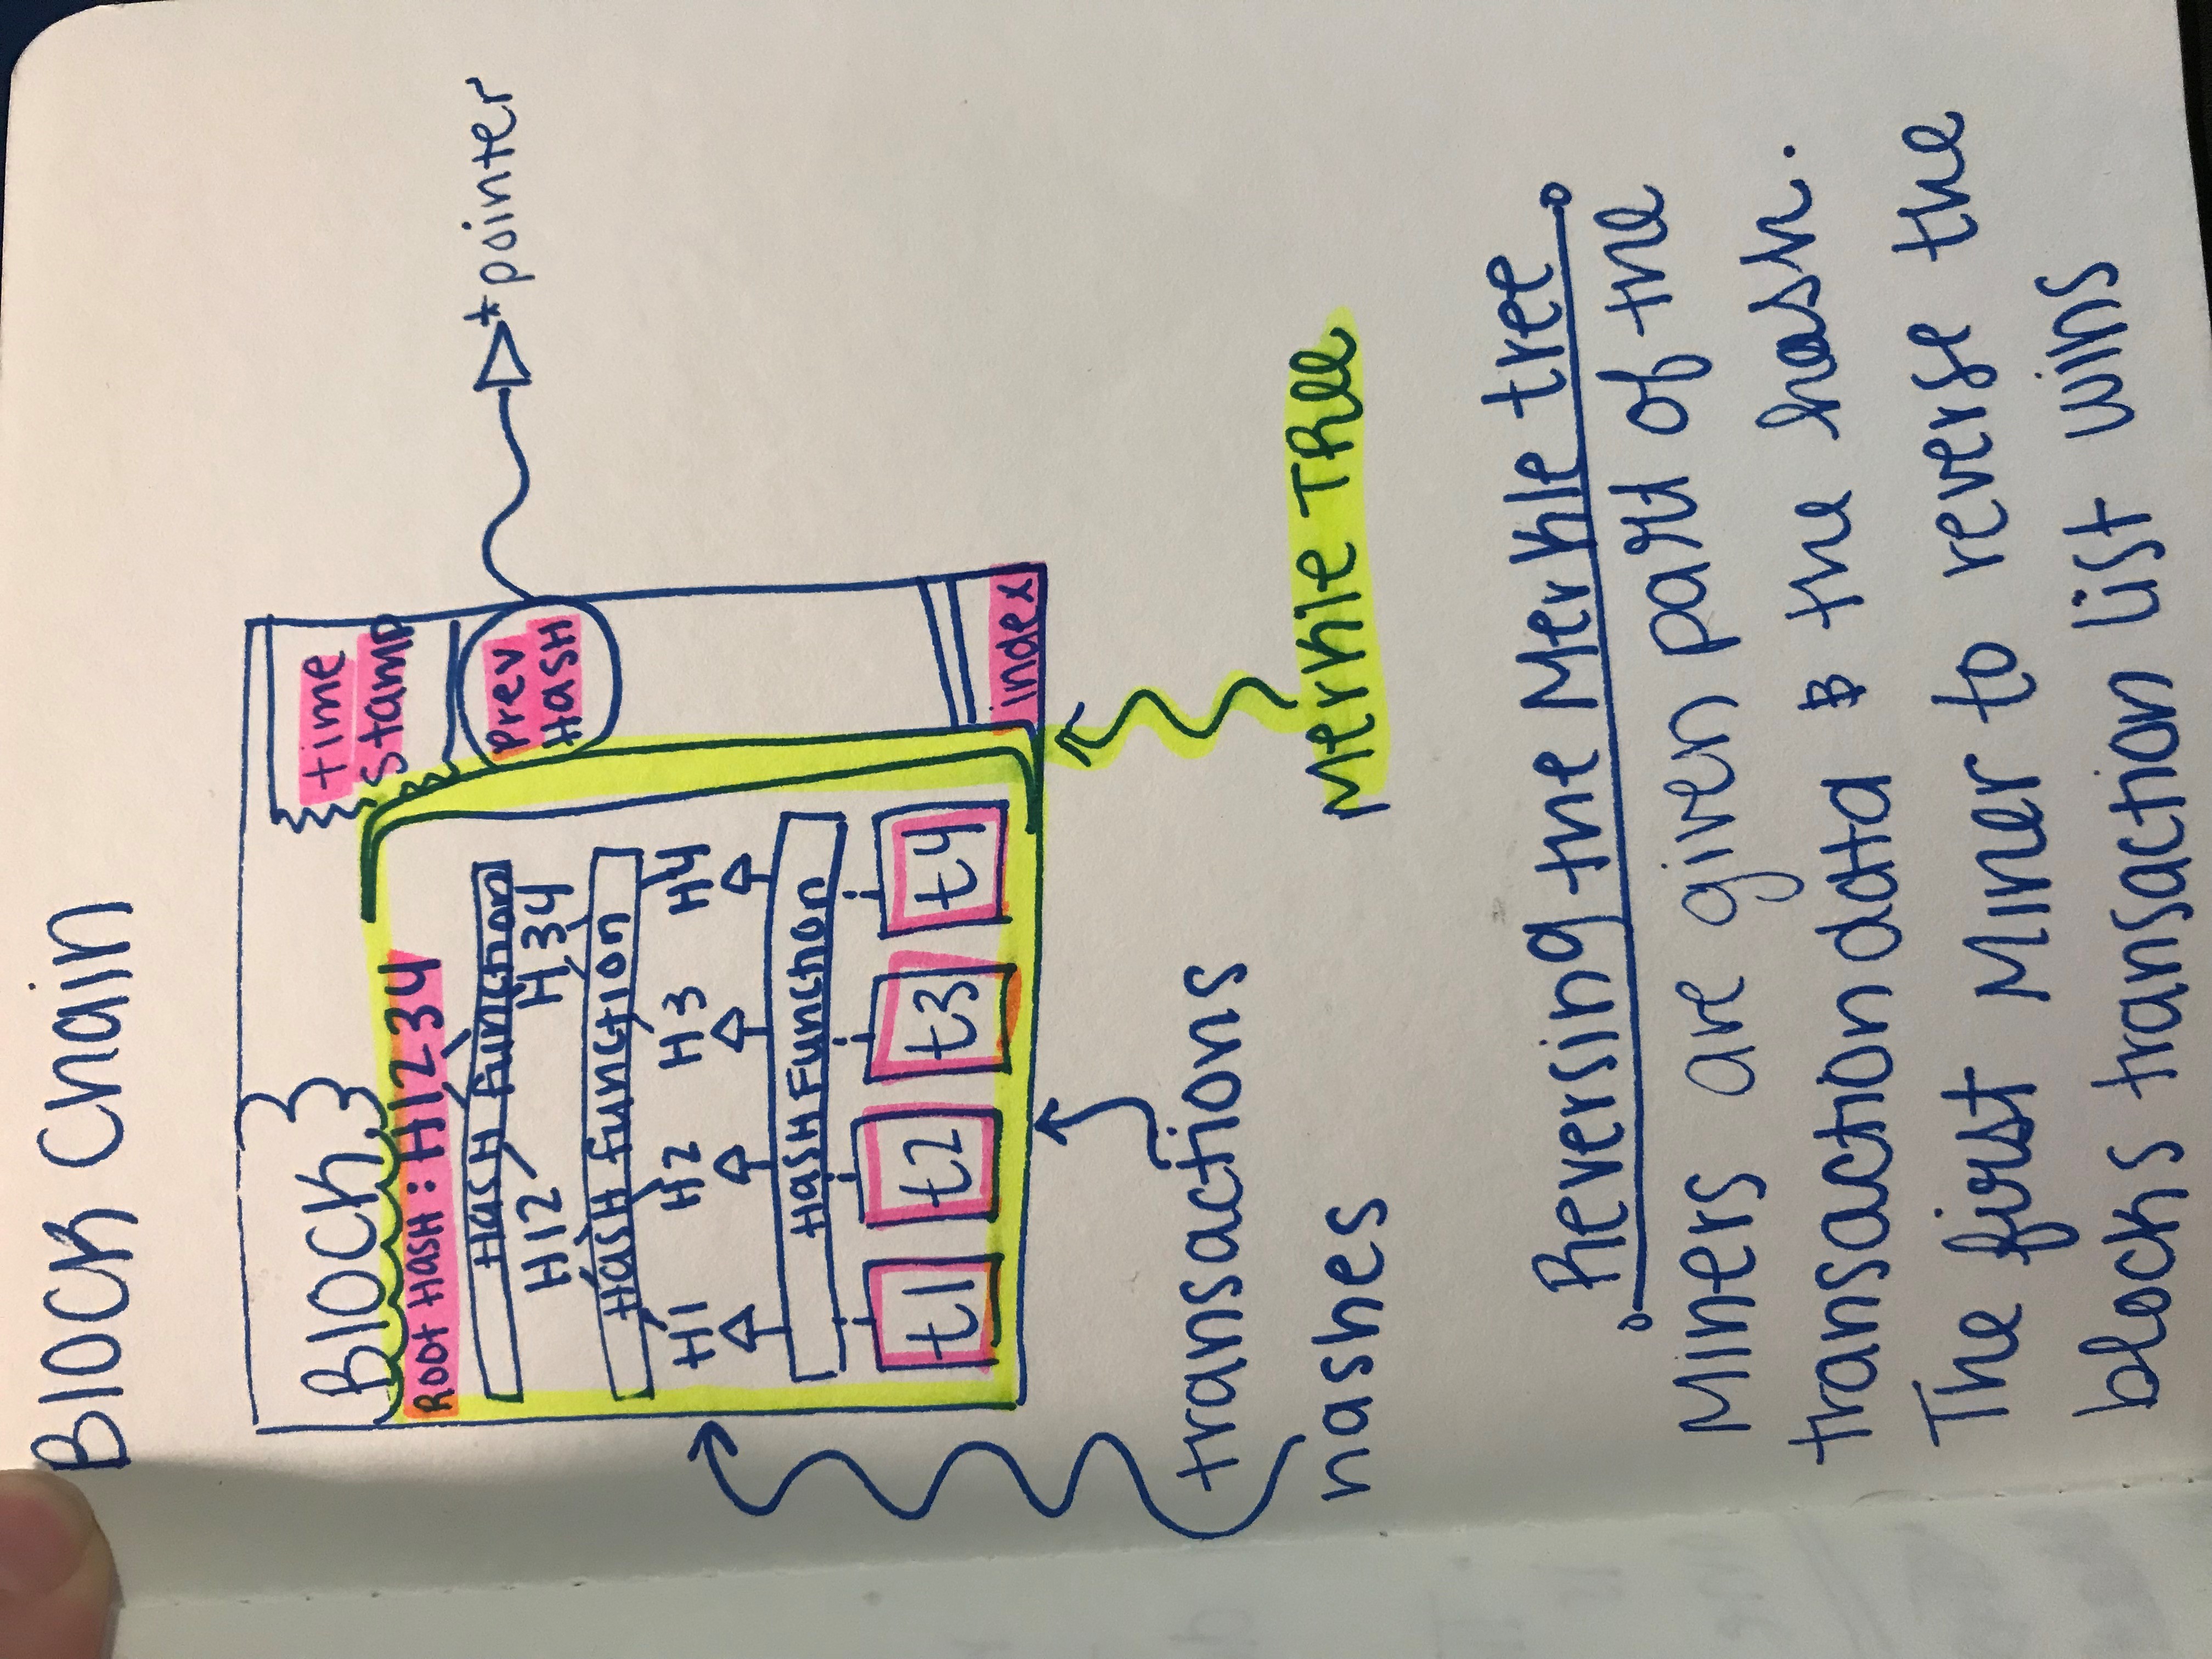 Block Chain
Block
time
Stamp
Root Hash: H1234
Hash Function
H12 H34
Prev
Hash
*pointer
Hash Function
H1 H2 H3 H4
Hash Function
t1 t2 t3 t4
index
transactions
hashes
Merkle Tree
Reversing the Merkle tree
Miners are given part of the
transaction data & the hash.
The first Miner to reverse the
blocks transaction list wins